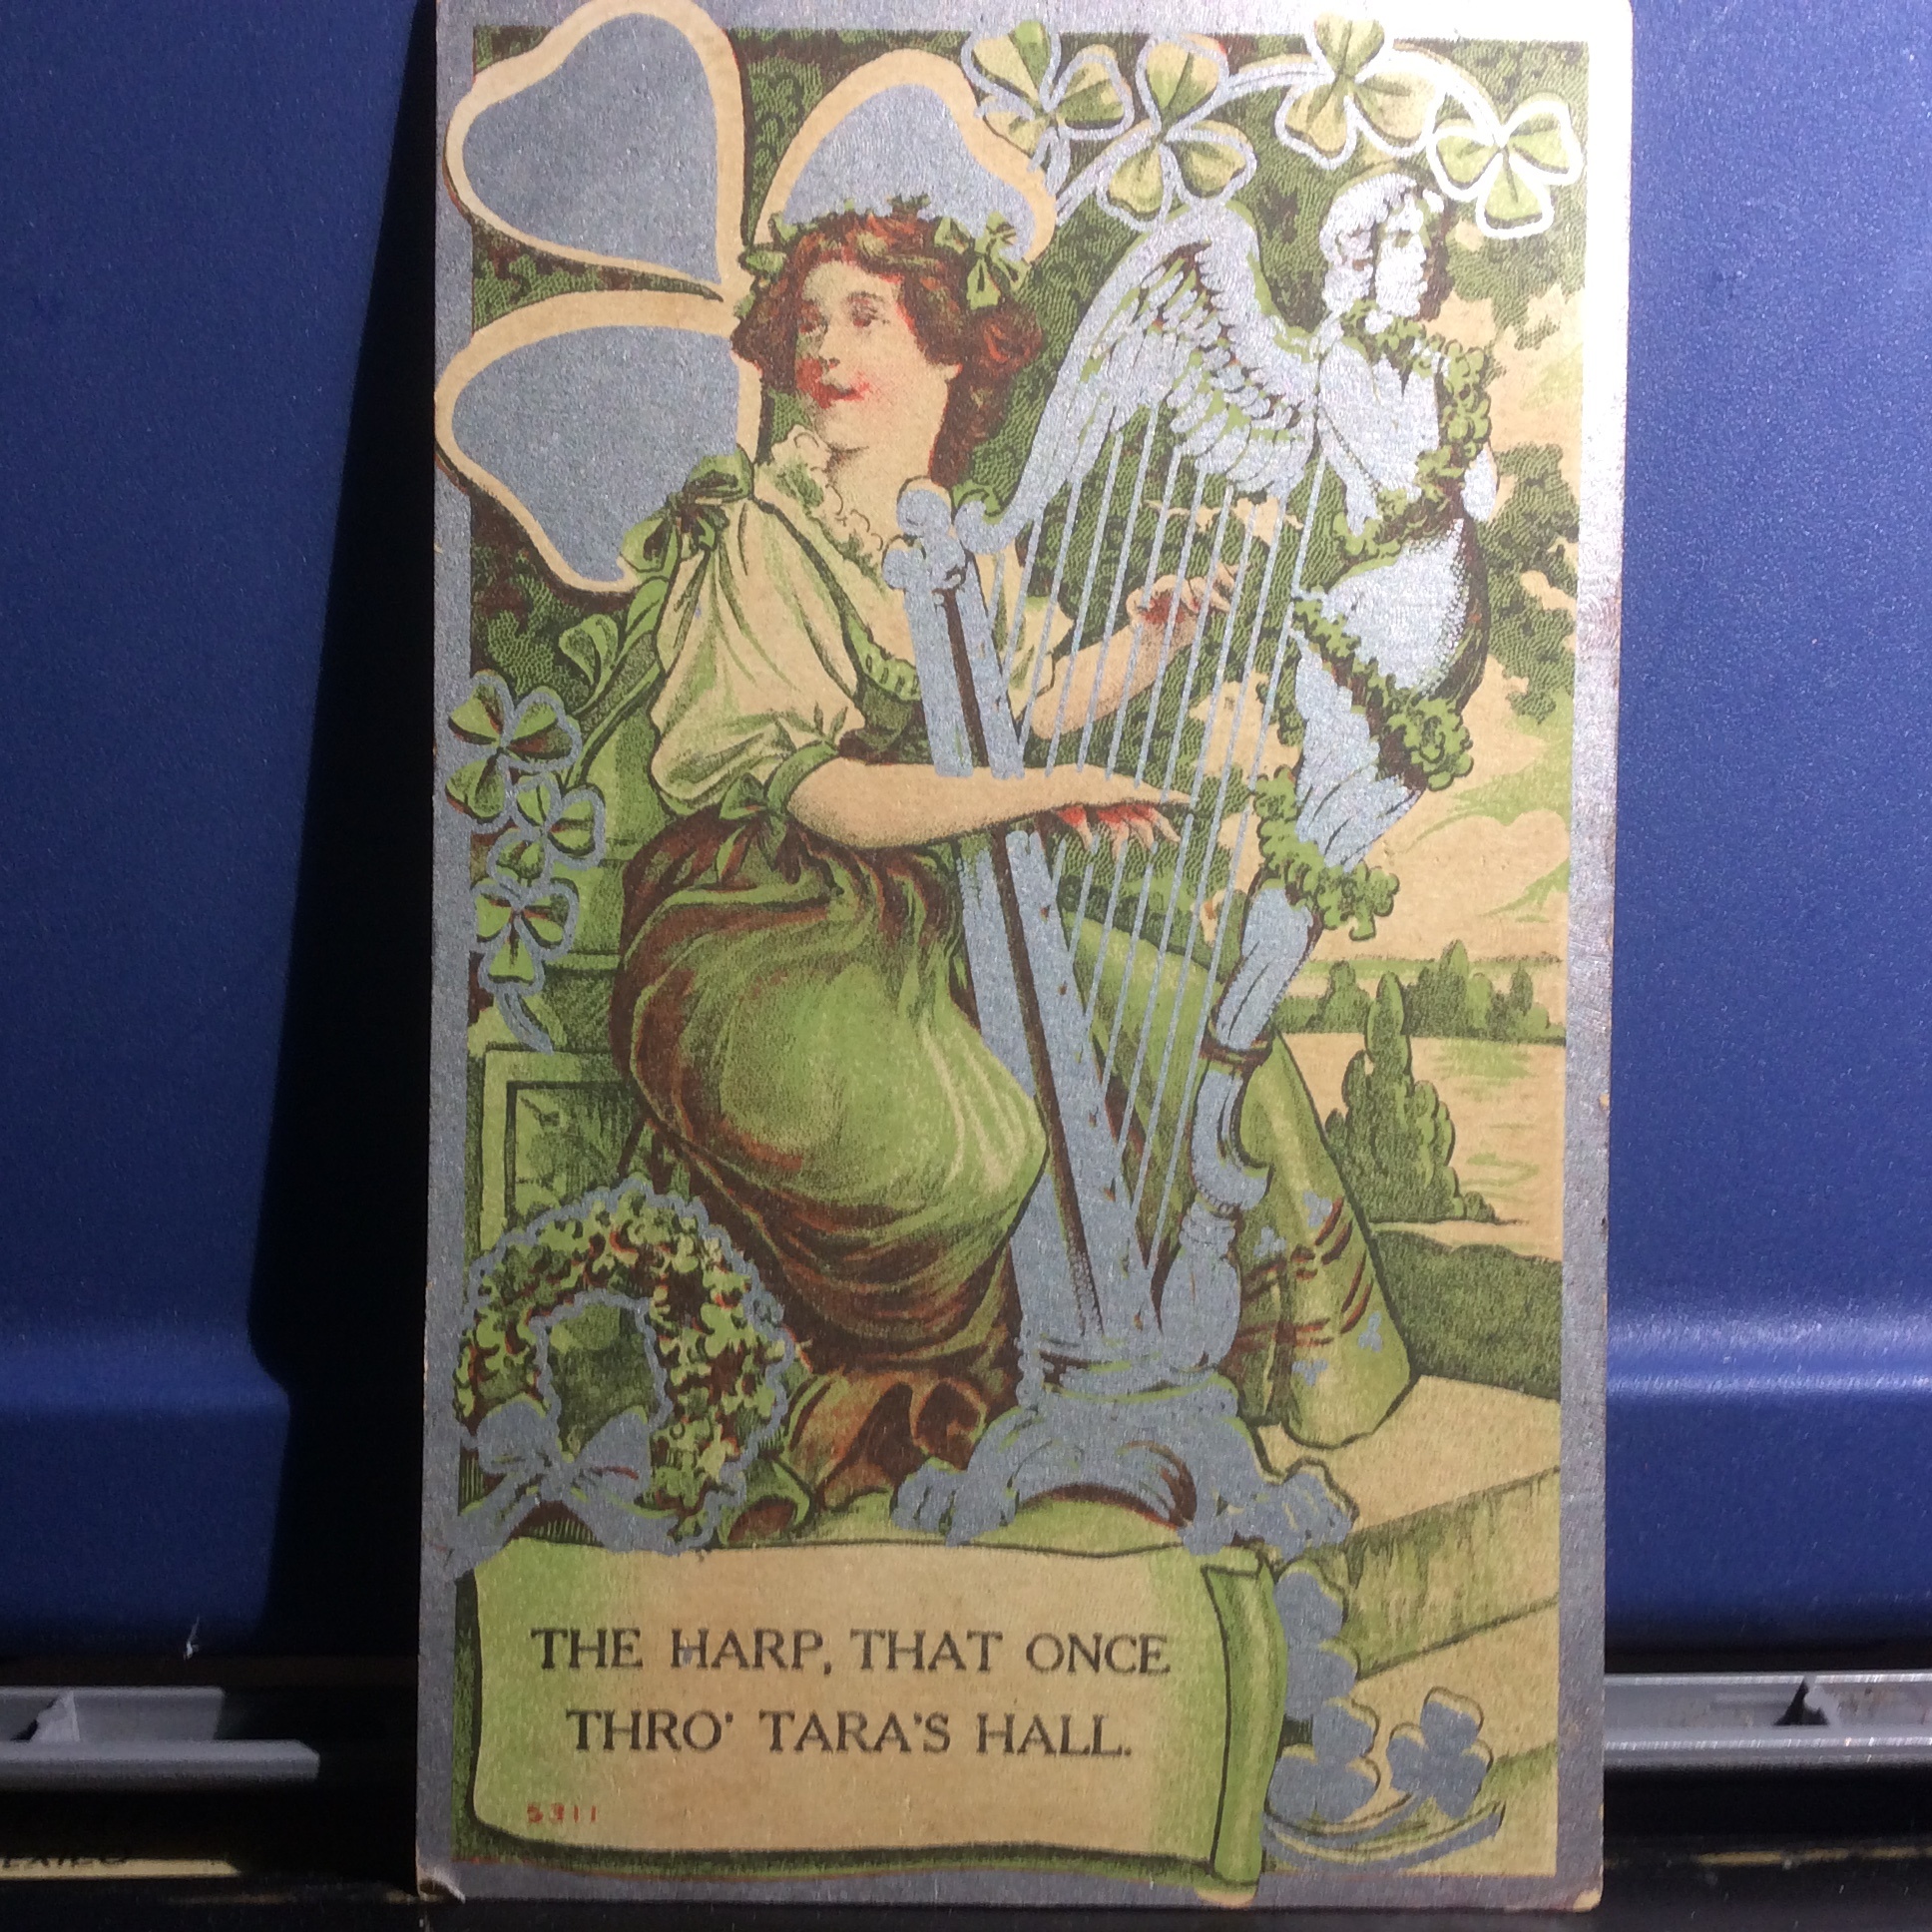 THE HARP, THAT ONCE
THRO' TARA'S HALL.
5311